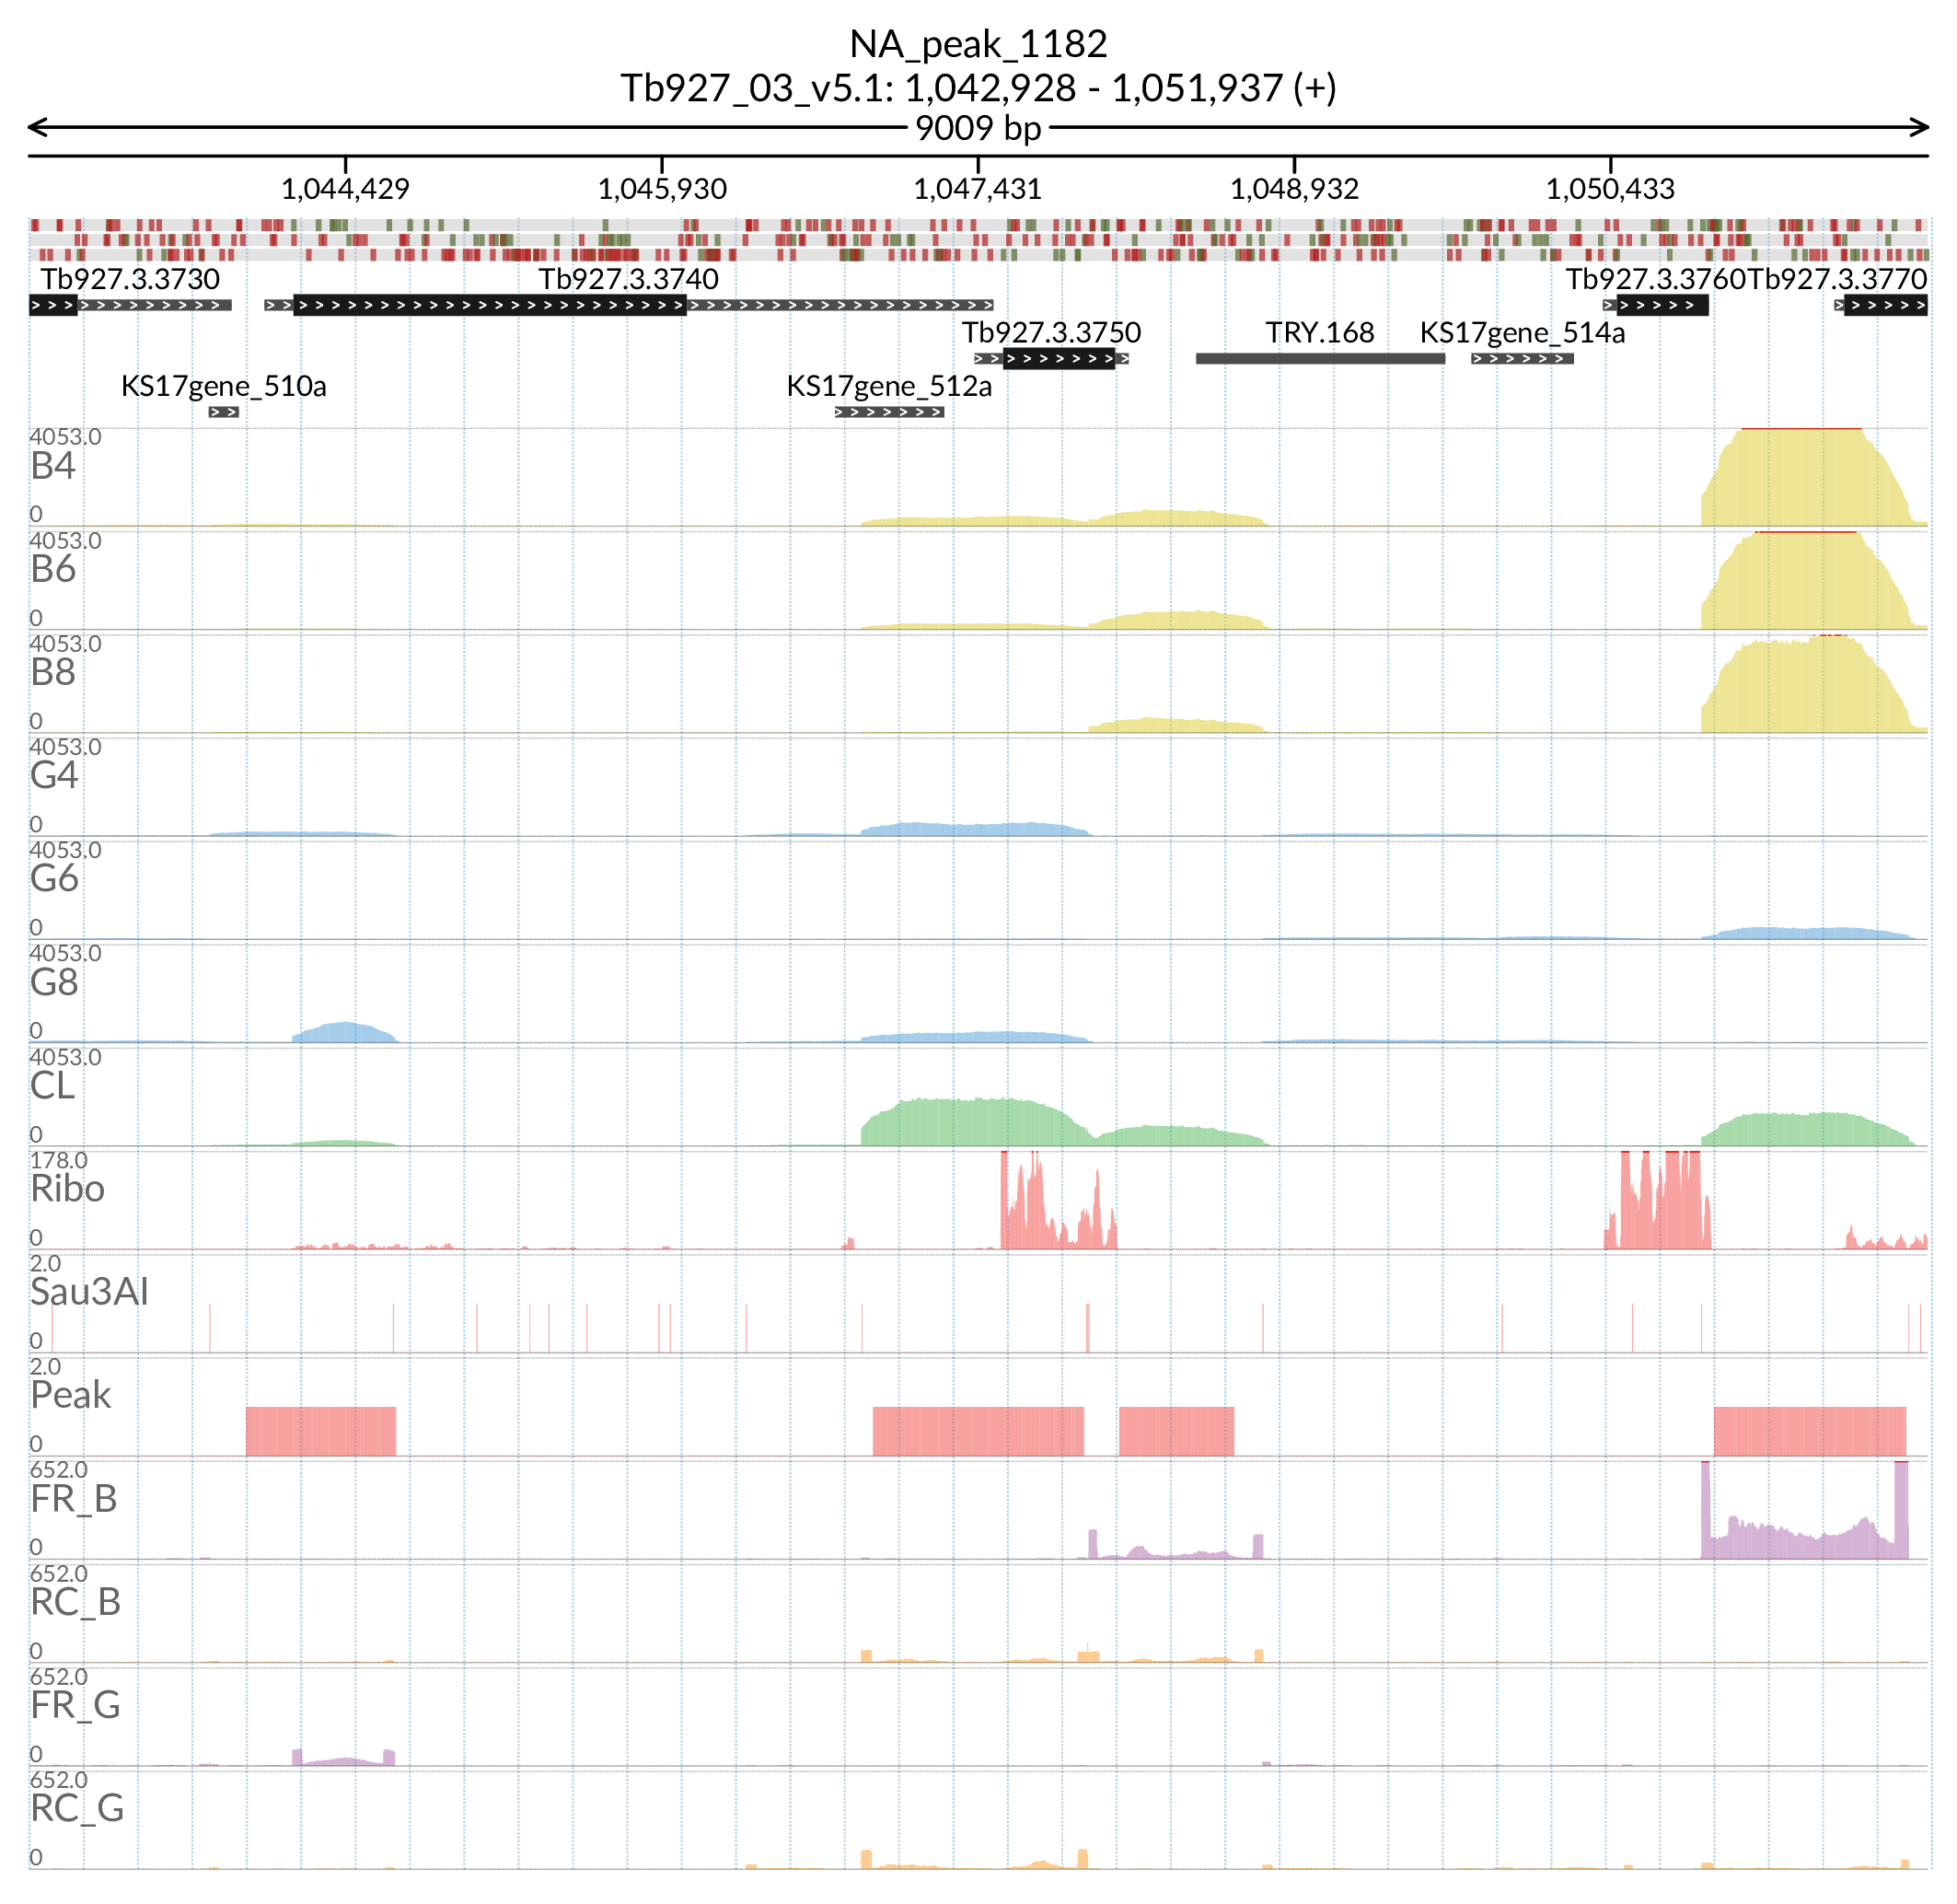 NA_peak_1182
Tb927_03_v5.1: 1,042,928 - 1,051,937 (+)
9009 bp
1,044,429 1,045,930 1,047,431 1,048,932 1,050,433
Tb927.3.3730 Tb927.3.3740 Tb927.3.3760 Tb927.3.3770
Tb927.3.3750 TRY.168 KS17gene_514a
KS17gene_510a KS17gene_512a
4053.0
B4
0
4053.0
B6
0
4053.0
B8
0
4053.0
G4
0
4053.0
G6
0
4053.0
G8
0
4053.0
CL
0
178.0
Ribo
0
2.0
Sau3AI
0
2.0
Peak
0
652.0
FR_B
0
652.0
RC_B
0
652.0
FR_G
0
652.0
RC_G
0